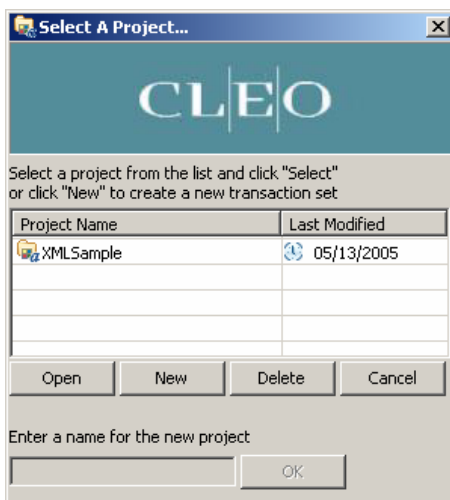 Select A Project...
CLEO
Select a project from the list and click "Select"
or click "New" to create a new transaction set
Project Name Last Modified
XMLSample 05/13/2005
Open New Delete Cancel
Enter a name for the new project
OK